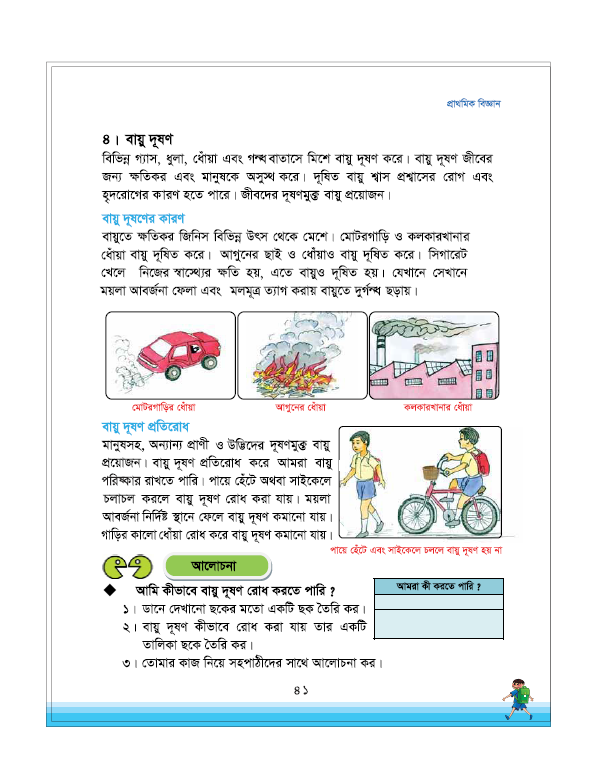 প্রাথমিক বিজ্ঞান
৪। বায়ু দূষণ
বিভিন্ন গ্যাস, ধুলা, ধোঁয়া এবং গন্ধ বাতাসে মিশে বায়ু দূষণ করে। বায়ু দূষণ জীবের
জন্য ক্ষতিকর এবং মানুষকে অসুস্থ করে। দূষিত বায়ু শ্বাস প্রশ্বাসের রোগ এবং
হৃদরোগের কারণ হতে পারে। জীবদের দূষণমুক্ত বায়ু প্রয়োজন।
বায়ু দূষণের কারণ
বায়ুতে ক্ষতিকর জিনিস বিভিন্ন উৎস থেকে মেশে। মোটরগাড়ি ও কলকারখানার
ধোঁয়া বায়ু দূষিত করে। আগুনের ছাই ও ধোঁয়াও বায়ু দূষিত করে। সিগারেট
খেলে নিজের স্বাস্থ্যের ক্ষতি হয়, এতে বায়ুও দূষিত হয়। যেখানে সেখানে
ময়লা আবর্জনা ফেলা এবং মলমূত্র ত্যাগ করায় বায়ুতে দুর্গন্ধ ছড়ায়।
মোটরগাড়ির ধোঁয়া
আগুনের ধোঁয়া
কলকারখানার ধোঁয়া
বায়ু দূষণ প্রতিরোধ
মানুষসহ, অন্যান্য প্রাণী ও উদ্ভিদের দূষণমুক্ত বায়ু
প্রয়োজন। বায়ু দূষণ প্রতিরোধ করে আমরা বায়ু
পরিষ্কার রাখতে পারি। পায়ে হেঁটে অথবা সাইকেলে
চলাচল করলে বায়ু দূষণ রোধ করা যায়। ময়লা
আবর্জনা নির্দিষ্ট স্থানে ফেলে বায়ু দূষণ কমানো যায়।
গাড়ির কালো ধোঁয়া রোধ করে বায়ু দূষণ কমানো যায়।
পায়ে হেঁটে এবং সাইকেলে চললে বায়ু দূষণ হয় না
আলোচনা
আমি কীভাবে বায়ু দূষণ রোধ করতে পারি ?
১। ডানে দেখানো ছকের মতো একটি ছক তৈরি কর।
২। বায়ু দূষণ কীভাবে রোধ করা যায় তার একটি
তালিকা ছকে তৈরি কর।
৩। তোমার কাজ নিয়ে সহপাঠীদের সাথে আলোচনা কর।
আমরা কী করতে পারি ?
৪১